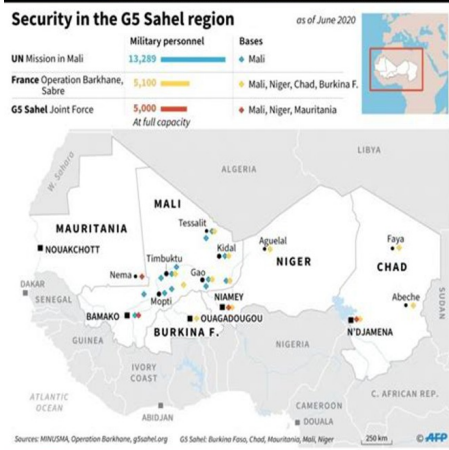 Security in the G5 Sahel region
as of June 2020
Military personnel
Bases
UN Mission in Mali
13,289
Mali
France Operation Barkhane,
Sabre
5,100
Mali, Niger, Chad, Burkina F.
G5 Sahel Joint Force
5,000
Mali, Niger, Mauritania
At full capacity
LIBYA
W. Sahara
ALGERIA
MALI
Tessalit
MAURITANIA
NOUAKCHOTT
Kidal
Aguelal
Faya
Timbuktu
NIGER
CHAD
Nema
Gao
DAKAR
SENEGAL
Mopti
NIAMEY
Abeche
SUDAN
BAMAKO
OUAGADOUGOU
BURKINA F.
N'DJAMENA
GUINEA
NIGERIA
IVORY
COAST
ATLANTIC
OCEAN
C. AFRICAN REP.
CAMEROON
ABIDJAN
DOUALA
Sources: MINUSMA, Operation Barkhane, g5sahel.org
G5 Sahel: Burkina Faso, Chad, Mauritania, Mali, Niger
250 km
© AFP